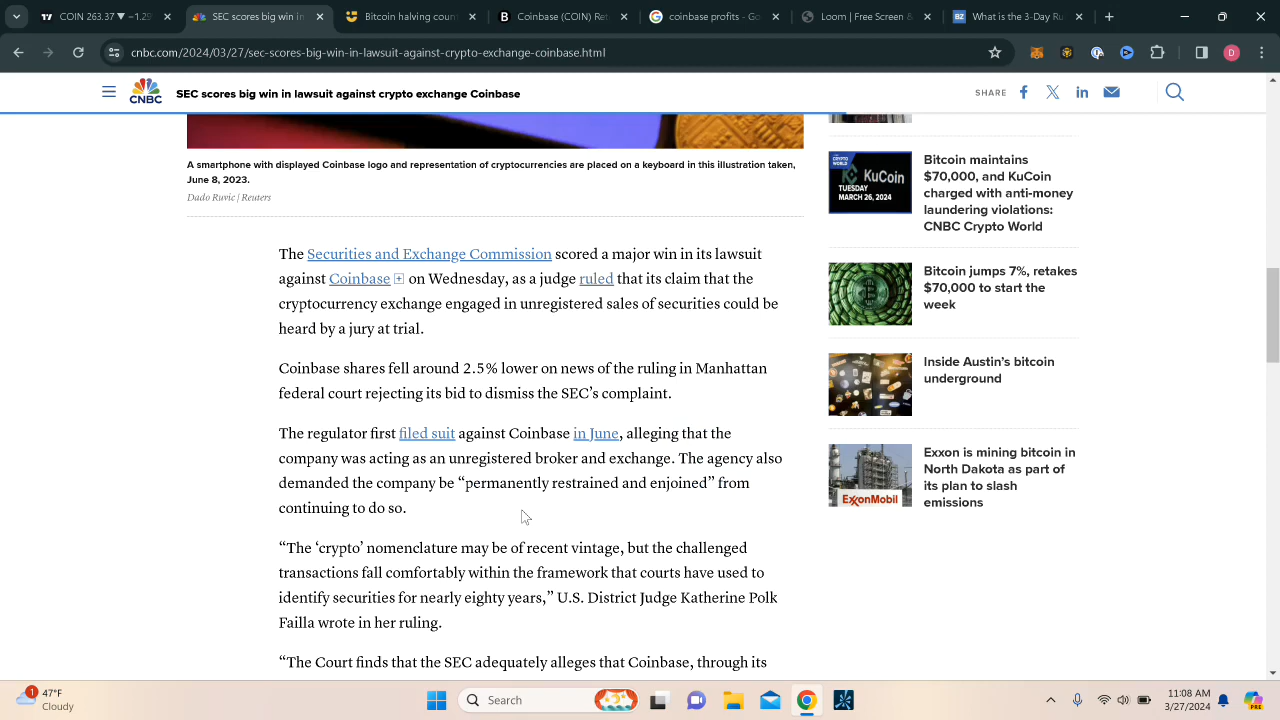 COIN 263.37 ▼ −1.29
taoken
Loom | Free Screen &
What is the 3-Day Ru
cnbc.com/2024/03/27/sec-scores-big-win-in-lawsuit-against-crypto-exchange-coinbase.html
CNBC
SEC scores big win in lawsuit against crypto exchange Coinbase
SHARE
A smartphone with displayed Coinbase logo and representation of cryptocurrencies are placed on a keyboard in this illustration taken,
June 8, 2023.
Dado Ruvic | Reuters
The Securities and Exchange Commission scored a major win in its lawsuit
against Coinbase on Wednesday, as a judge ruled that its claim that the
cryptocurrency exchange engaged in unregistered sales of securities could be
heard by a jury at trial.
Coinbase shares fell around 2.5% lower on news of the ruling in Manhattan
federal court rejecting its bid to dismiss the SEC’s complaint.
The regulator first filed suit against Coinbase in June, alleging that the
company was acting as an unregistered broker and exchange. The agency also
demanded the company be “permanently restrained and enjoined” from
continuing to do so.
“The ‘crypto’ nomenclature may be of recent vintage, but the challenged
transactions fall comfortably within the framework that courts have used to
identify securities for nearly eighty years,” U.S. District Judge Katherine Polk
Failla wrote in her ruling.
“The Court finds that the SEC adequately alleges that Coinbase, through its
CRYPTO
WORLD
KuCoin
TUESDAY
MARCH 26, 2024
Bitcoin maintains
$70,000, and KuCoin
charged with anti-money
laundering violations:
CNBC Crypto World
Bitcoin jumps 7%, retakes
$70,000 to start the
week
Inside Austin’s bitcoin
underground
ExxonMobil
Exxon is mining bitcoin in
North Dakota as part of
its plan to slash
emissions
1
47°F
Cloudy
Search
11:08 AM
3/27/2024